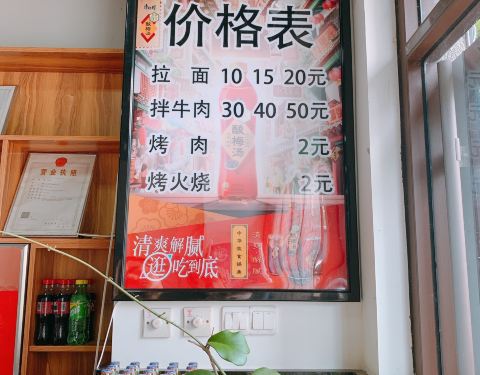 价格表
拉面 10 15 20元
拌牛肉 30 40 50元
烤肉 2元
烤火烧 2元
酸梅汤
清爽解腻
逛吃到底
营业执照